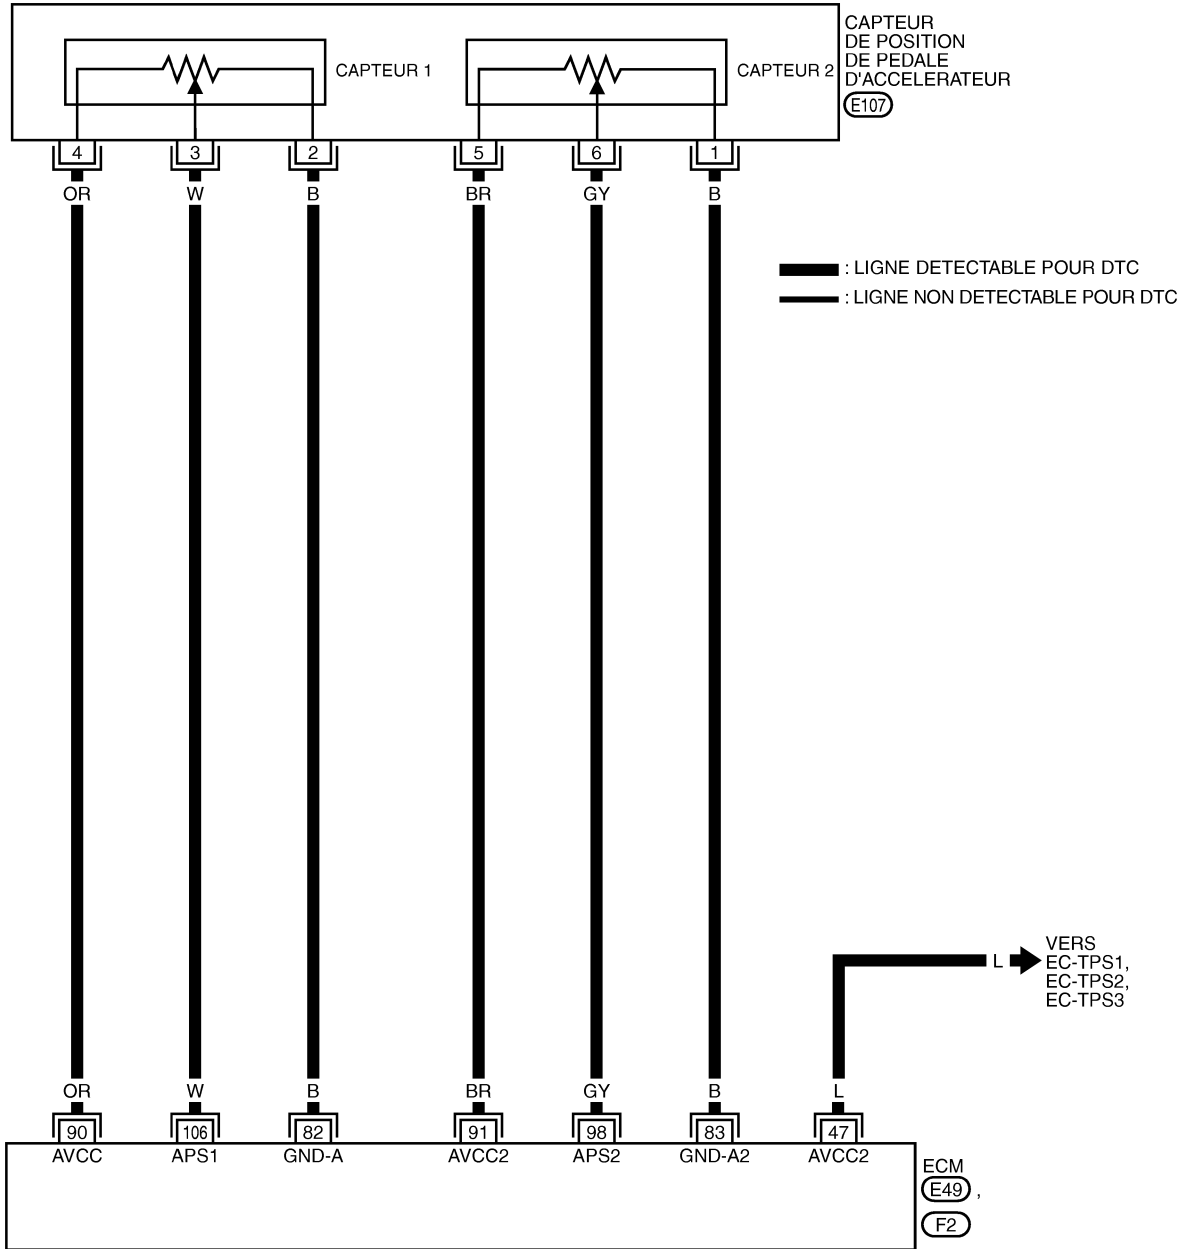 CAPTEUR
DE POSITION
DE PEDALE
D'ACCELERATEUR
E107
CAPTEUR 1
CAPTEUR 2
4 3 2 5 6 1
OR W B BR GY B
: LIGNE DETECTABLE POUR DTC
: LIGNE NON DETECTABLE POUR DTC
L
VERS
EC-TPS1,
EC-TPS2,
EC-TPS3
OR W B BR GY B L
90 106 82 91 98 83 47
AVCC APS1 GND-A AVCC2 APS2 GND-A2 AVCC2
ECM
E49 ,
F2